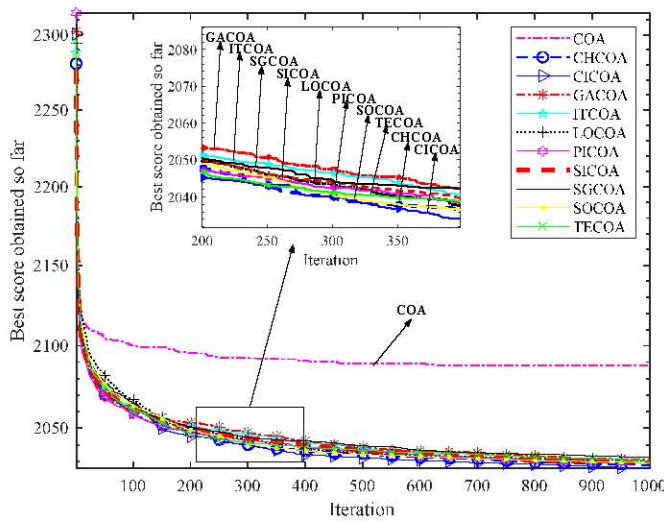 Best score obtained so far
2300
2250
2200
2150
2100
2050
100
200
300
400
500
600
700
800
900
1000
Iteration
COA
Best score obtained so far
2080
2070
2060
2050
2040
200
250
300
350
Iteration
GACOA
ITCOA
SGCOA
SICOA
LOCOA
PICOA
SOCOA
TECOA
CHCOA
CICOA
COA
CHCOA
CICOA
GACOA
ITCOA
LOCOA
PICOA
SICOA
SGCOA
SOCOA
TECOA